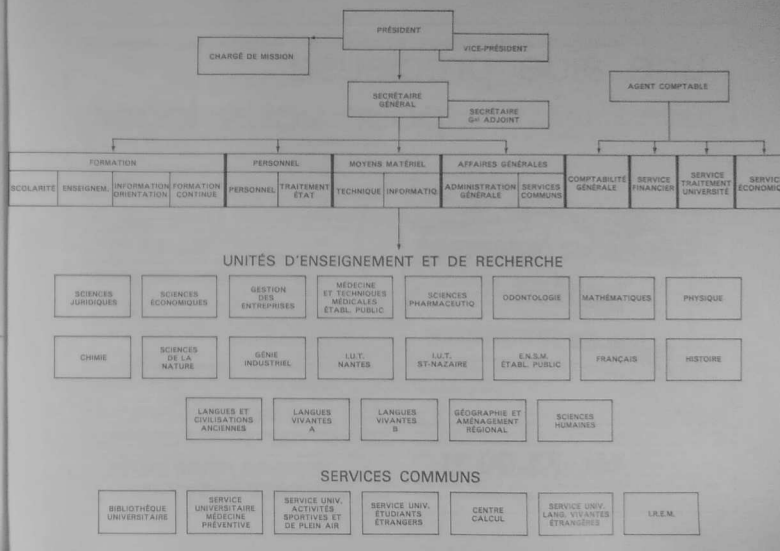 PRÉSIDENT
VICE-PRÉSIDENT
CHARGÉ DE MISSION
SECRÉTAIRE
GÉNÉRAL
SECRÉTAIRE
Gal ADJOINT
AGENT COMPTABLE
FORMATION
SCOLARITÉ
ENSEIGNEM.
INFORMATION
ORIENTATION
FORMATION
CONTINUE
PERSONNEL
PERSONNEL
TRAITEMENT
ÉTAT
MOYENS MATÉRIEL
TECHNIQUE
INFORMATIQ.
AFFAIRES GÉNÉRALES
ADMINISTRATION
GÉNÉRALE
SERVICES
COMMUNS
COMPTABILITÉ
GÉNÉRALE
SERVICE
FINANCIER
SERVICE
TRAITEMENT
UNIVERSITÉ
SERVIC
ÉCONOMIQ
UNITÉS D'ENSEIGNEMENT ET DE RECHERCHE
SCIENCES
JURIDIQUES
SCIENCES
ÉCONOMIQUES
GESTION
DES
ENTREPRISES
MÉDECINE
ET TECHNIQUES
MÉDICALES
ÉTABL. PUBLIC
SCIENCES
PHARMACEUTIQ
ODONTOLOGIE
MATHÉMATIQUES
PHYSIQUE
CHIMIE
SCIENCES
DE LA
NATURE
GÉNIE
INDUSTRIEL
I.U.T.
NANTES
I.U.T.
ST-NAZAIRE
E.N.S.M.
ÉTABL. PUBLIC
FRANÇAIS
HISTOIRE
LANGUES ET
CIVILISATIONS
ANCIENNES
LANGUES
VIVANTES
A
LANGUES
VIVANTES
B
GÉOGRAPHIE ET
AMÉNAGEMENT
RÉGIONAL
SCIENCES
HUMAINES
SERVICES COMMUNS
BIBLIOTHÈQUE
UNIVERSITAIRE
SERVICE
UNIVERSITAIRE
MÉDECINE
PRÉVENTIVE
SERVICE UNIV.
ACTIVITÉS
SPORTIVES ET
DE PLEIN AIR
SERVICE UNIV.
ÉTUDIANTS
ÉTRANGERS
CENTRE
CALCUL
SERVICE UNIV.
LANG. VIVANTES
ÉTRANGÈRES
I.R.E.M.